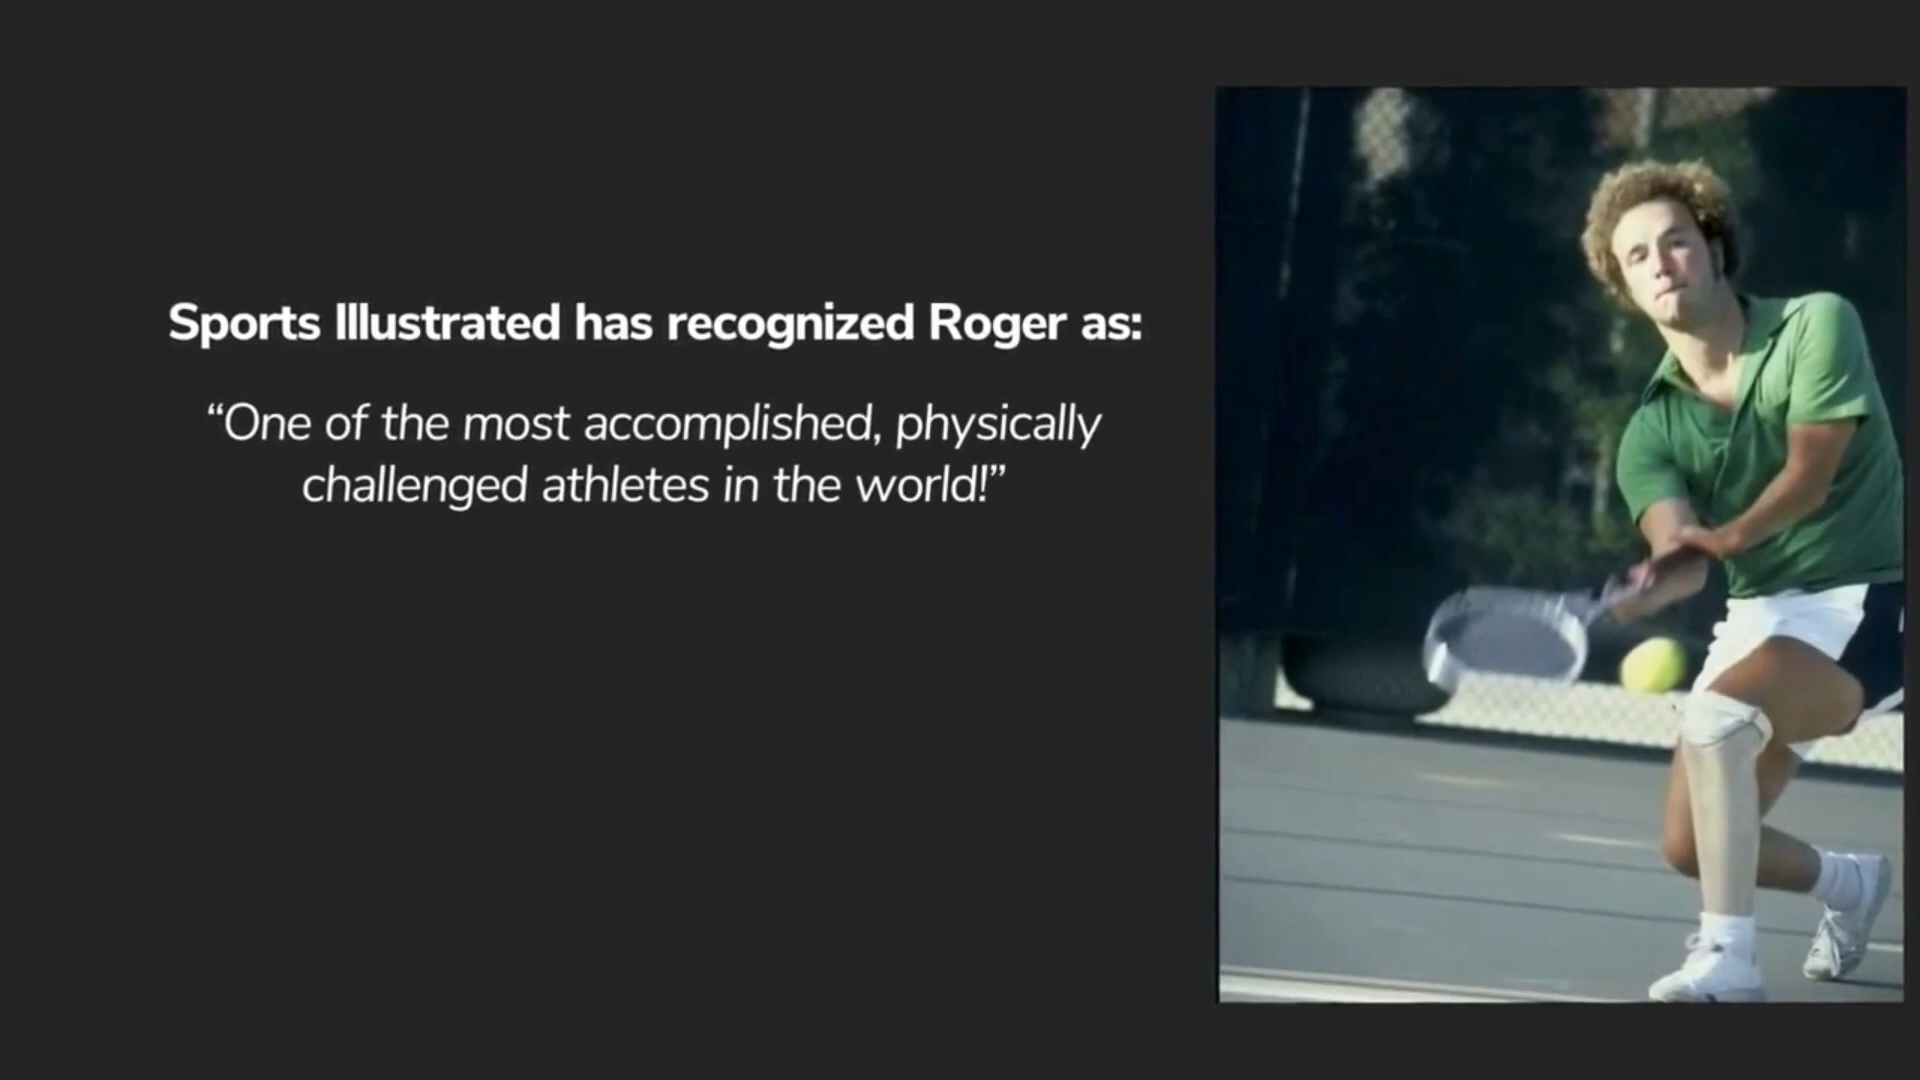 Sports Illustrated has recognized Roger as:
“One of the most accomplished, physically
challenged athletes in the world!”